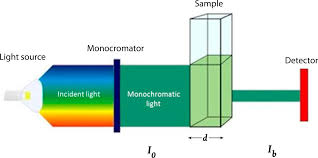 Sample
Monocromator
Light source
Detector
Incident light
Monochromatic
light
d
I0
Ib